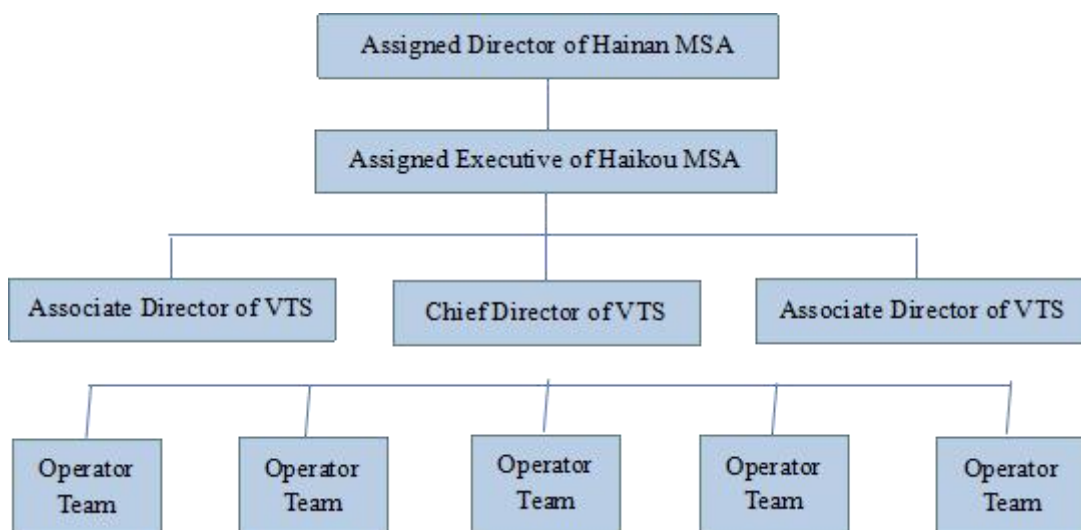 Assigned Director of Hainan MSA
Assigned Executive of Haikou MSA
Associate Director of VTS
Chief Director of VTS
Associate Director of VTS
Operator
Team
Operator
Team
Operator
Team
Operator
Team
Operator
Team